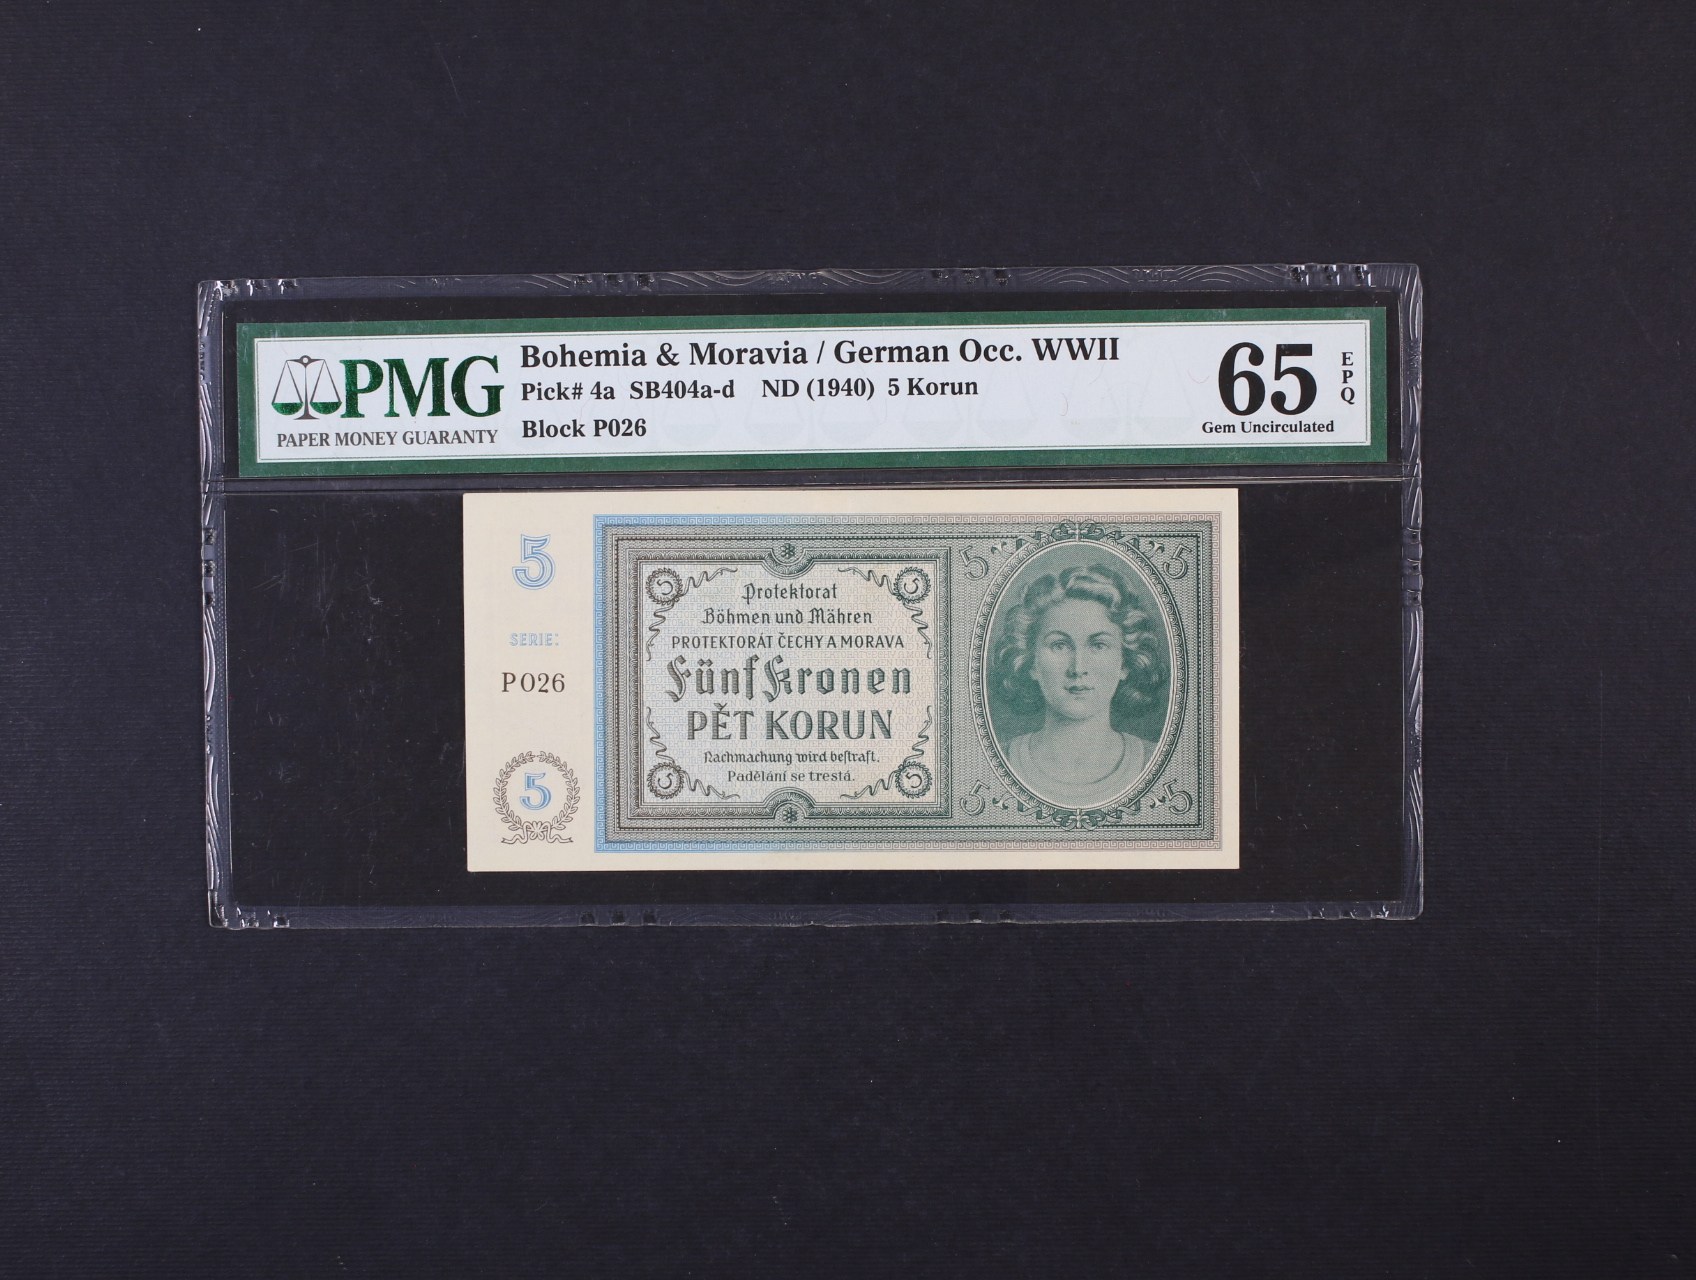 PMG
PAPER MONEY GUARANTY
Bohemia & Moravia / German Occ. WWII
Pick# 4a SB404a-d ND (1940) 5 Korun
Block P026
65
EPQ
Gem Uncirculated
5
SERIE:
P026
5
5
5
Protektorat
Böhmen und Mähren
PROTEKTORÁT ČECHY A MORAVA
Fünf Kronen
PĚT KORUN
Nachmachung wird bestraft.
Padělání se trestá.
5
5
5
5
5
5